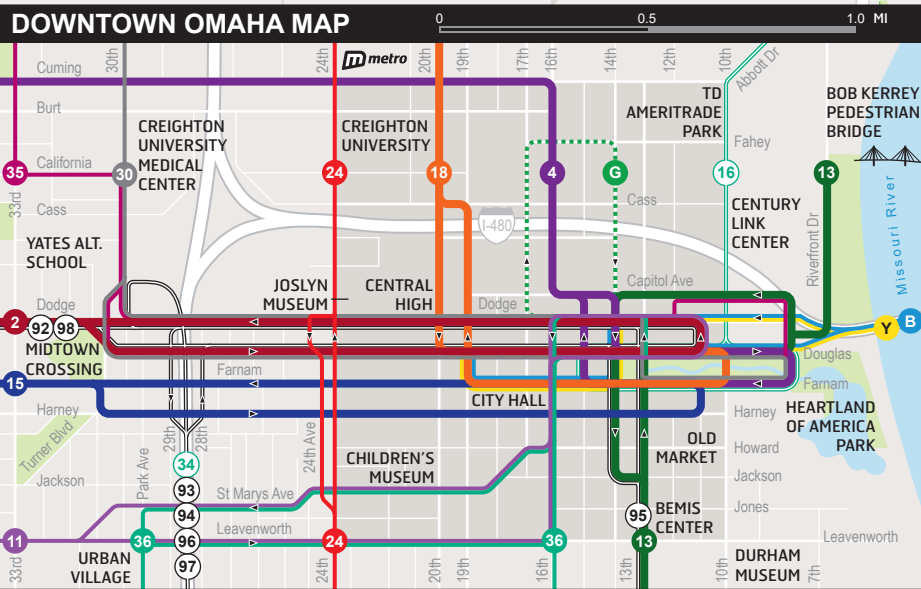 DOWNTOWN OMAHA MAP
0 0.5 1.0 MI
30th
24th
metro
20th
19th
17th
16th
14th
12th
10th
Abbott Dr
Cuming
Burt
TD
AMERITRADE
PARK
BOB KERREY
PEDESTRIAN
BRIDGE
CREIGHTON
UNIVERSITY
MEDICAL
CENTER
CREIGHTON
UNIVERSITY
Fahey
California
35
30
24
18
4
G
16
13
33rd
Cass
Cass
I-480
CENTURY
LINK
CENTER
Riverfront Dr
Missouri River
YATES ALT.
SCHOOL
JOSLYN
MUSEUM
CENTRAL
HIGH
Capitol Ave
Dodge
Dodge
2
92
98
Y
B
MIDTOWN
CROSSING
Douglas
15
Farnam
Farnam
CITY HALL
Harney
Harney
HEARTLAND
OF AMERICA
PARK
Turner Blvd
29th
28th
24th Ave
OLD
MARKET
Howard
CHILDREN'S
MUSEUM
34
Jackson
Park Ave
Jackson
93
St Marys Ave
94
95
BEMIS
CENTER
Jones
Leavenworth
Leavenworth
11
36
96
24
36
13
97
URBAN
VILLAGE
DURHAM
MUSEUM
33rd
24th
20th
19th
16th
13th
10th
7th